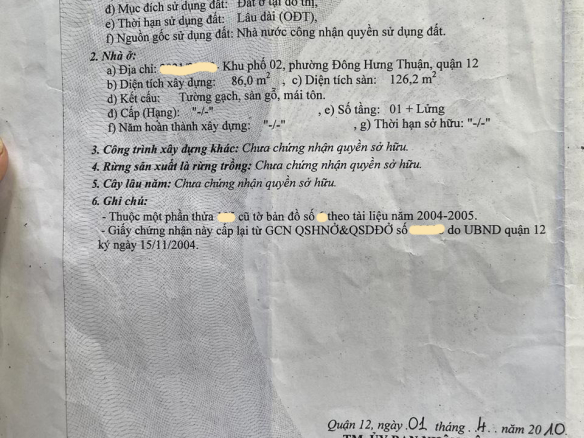 đ) Mục đích sử dụng đất: Đất ở tại đô thị,
e) Thời hạn sử dụng đất: Lâu dài (ODT),
f) Nguồn gốc sử dụng đất: Nhà nước công nhận quyền sử dụng đất.
2. Nhà ở:
a) Địa chỉ: , Khu phố 02, phường Đông Hưng Thuận, quận 12
b) Diện tích xây dựng: 86,0 m² , c) Diện tích sàn: 126,2 m²
d) Kết cấu: Tường gạch, sàn gỗ, mái tôn.
đ) Cấp (Hạng): "-/-" , e) Số tầng: 01 + Lửng
f) Năm hoàn thành xây dựng: "-/-" , g) Thời hạn sở hữu: "-/-"
3. Công trình xây dựng khác: Chưa chứng nhận quyền sở hữu.
4. Rừng sản xuất là rừng trồng: Chưa chứng nhận quyền sở hữu.
5. Cây lâu năm: Chưa chứng nhận quyền sở hữu.
6. Ghi chú:
- Thuộc một phần thửa cũ tờ bản đồ số theo tài liệu năm 2004-2005.
- Giấy chứng nhận này cấp lại từ GCN QSHNỞ&QSDĐỞ số do UBND quận 12
ký ngày 15/11/2004.
Quận 12, ngày 01 tháng 4 năm 2010